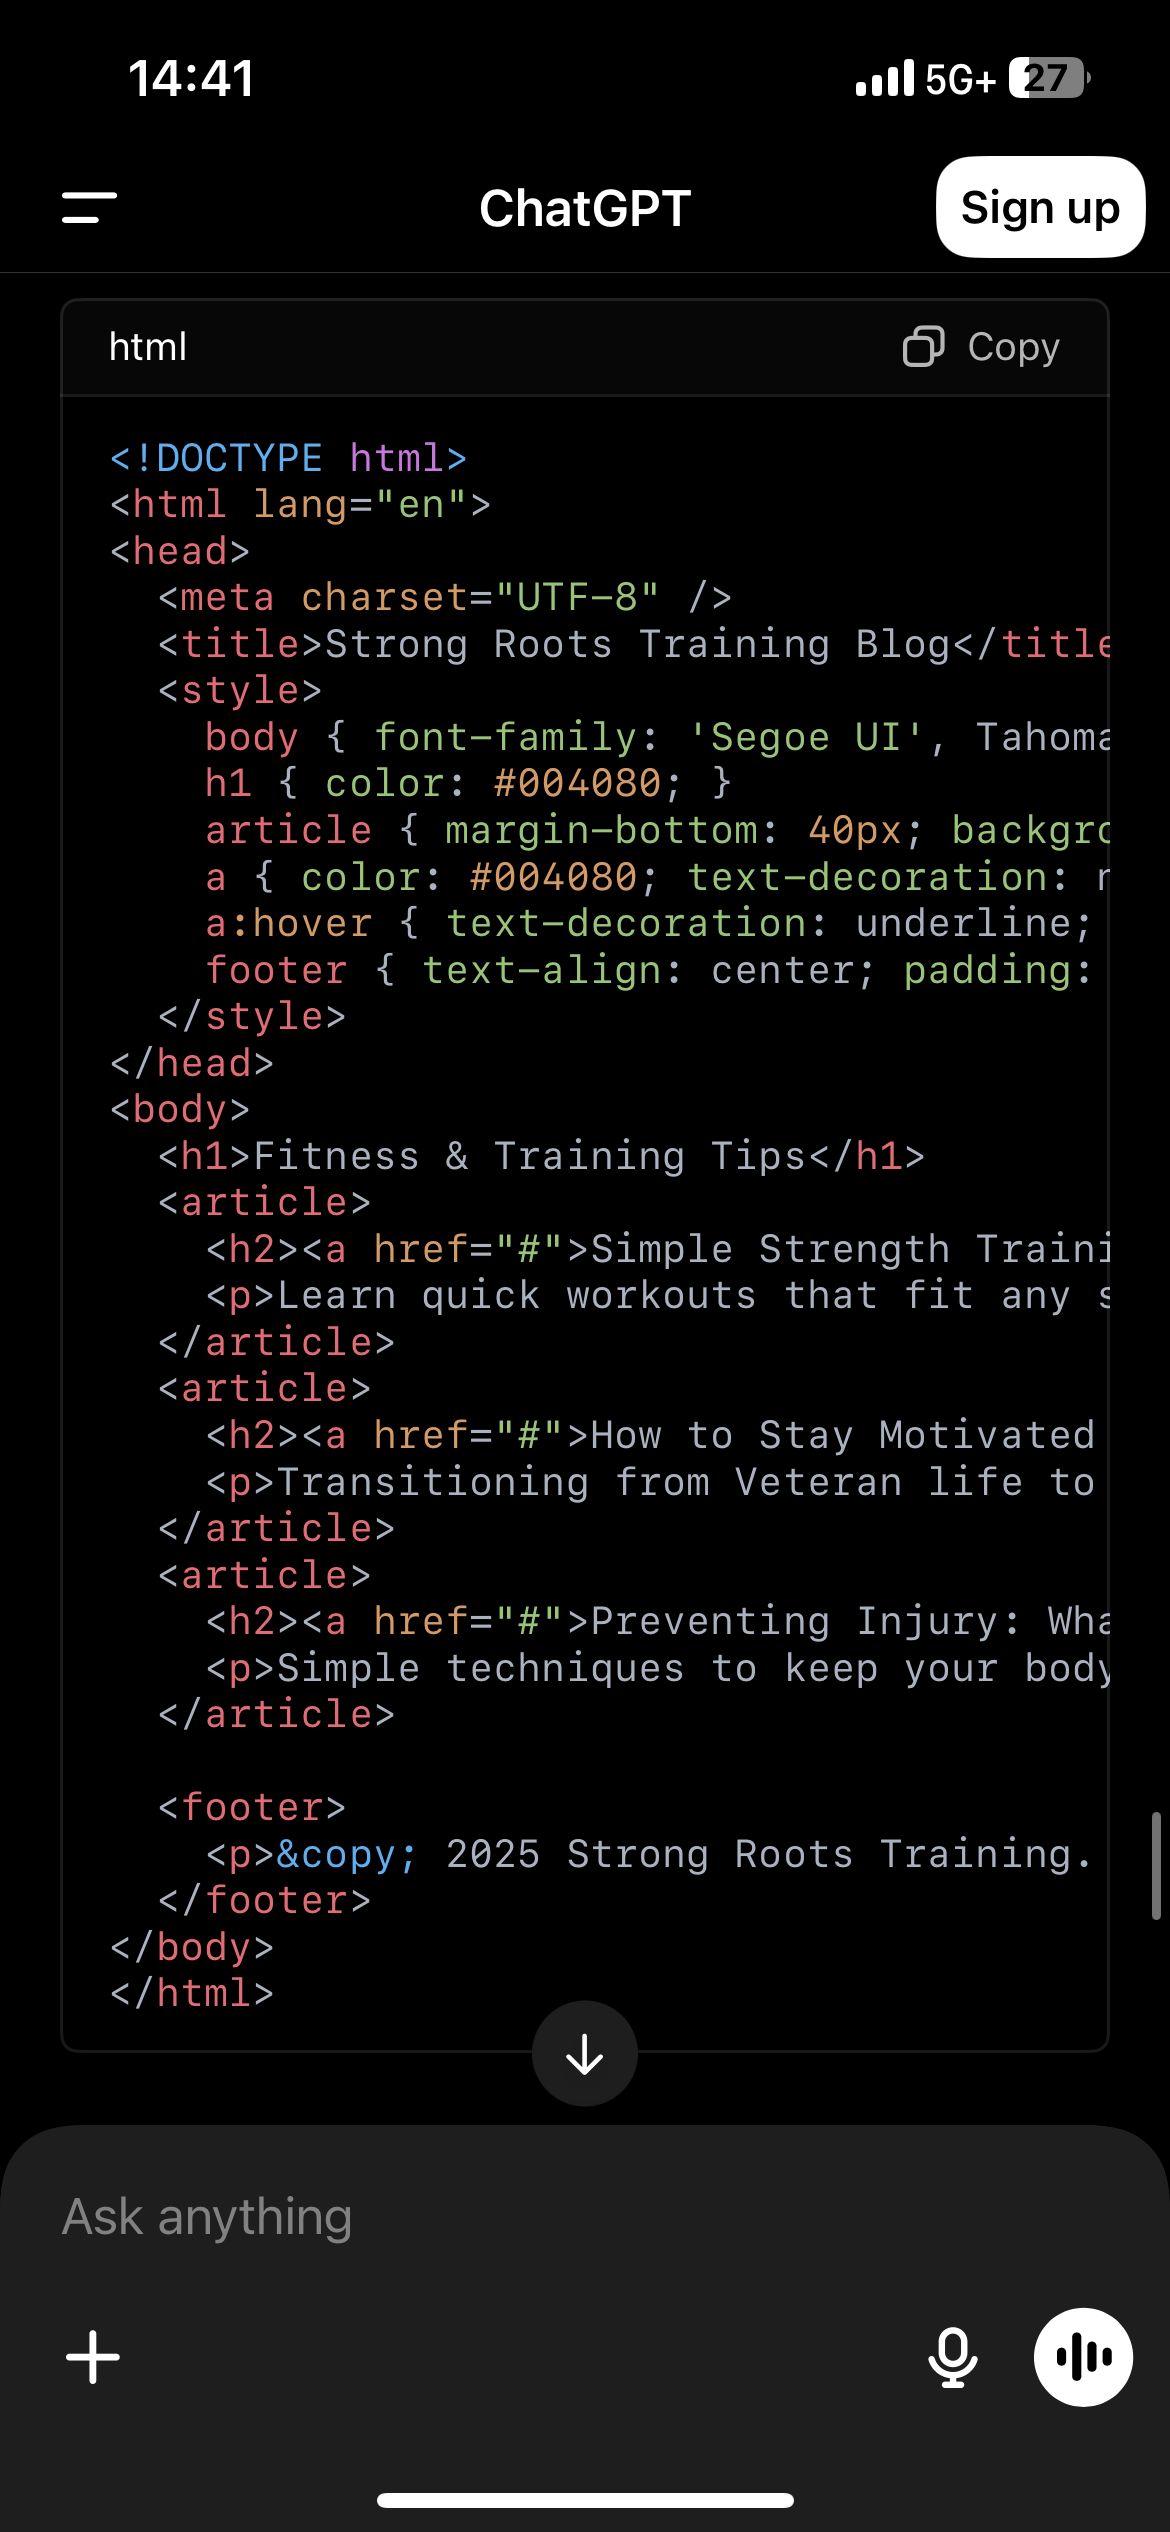 14:41 5G+ 27
ChatGPT Sign up
html Copy
<!DOCTYPE html>
<html lang="en">
<head>
  <meta charset="UTF-8" />
  <title>Strong Roots Training Blog</title
  <style>
    body { font-family: 'Segoe UI', Tahoma
    h1 { color: #004080; }
    article { margin-bottom: 40px; backgro
    a { color: #004080; text-decoration: n
    a:hover { text-decoration: underline;
    footer { text-align: center; padding:
  </style>
</head>
<body>
  <h1>Fitness & Training Tips</h1>
  <article>
    <h2><a href="#">Simple Strength Traini
    <p>Learn quick workouts that fit any s
  </article>
  <article>
    <h2><a href="#">How to Stay Motivated
    <p>Transitioning from Veteran life to
  </article>
  <article>
    <h2><a href="#">Preventing Injury: Wha
    <p>Simple techniques to keep your body
  </article>

  <footer>
    <p>&copy; 2025 Strong Roots Training.
  </footer>
</body>
</html>
Ask anything